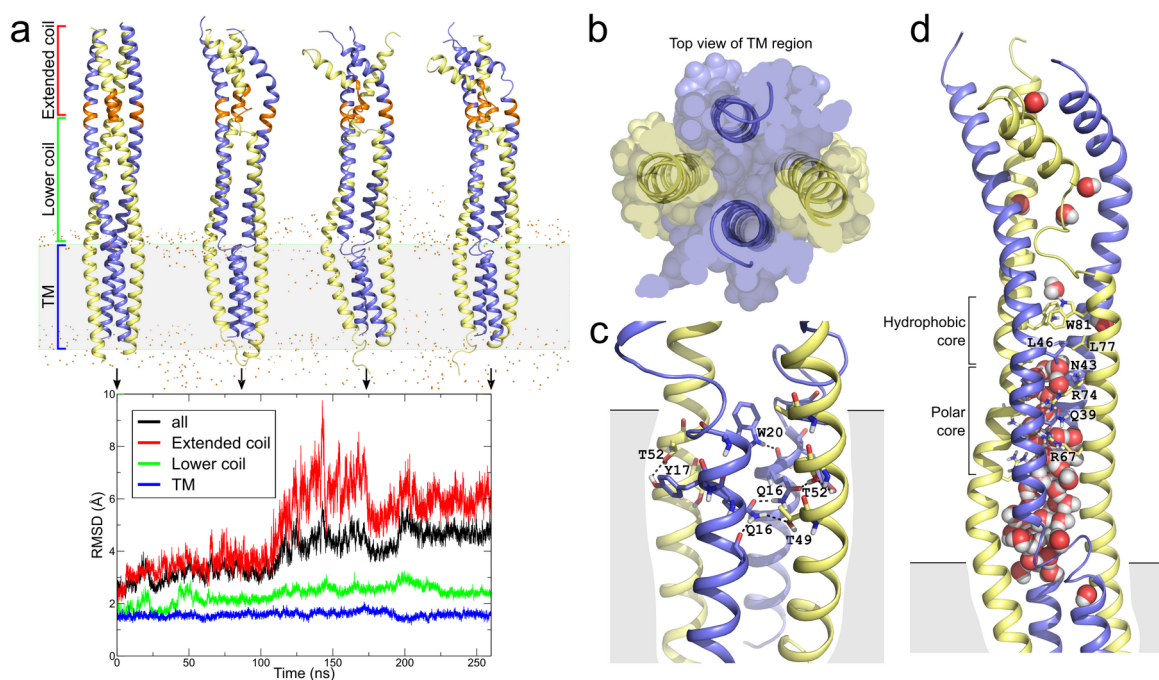 a
Extended coil
Lower coil
TM
10
8
6
4
2
0
RMSD (Å)
all
Extended coil
Lower coil
TM
0
50
100
150
200
250
Time (ns)
b
Top view of TM region
c
W20
T52
Y17
Q16
T52
Q16
T49
d
Hydrophobic
core
W81
L46
L77
N43
Polar
core
R74
Q39
R67